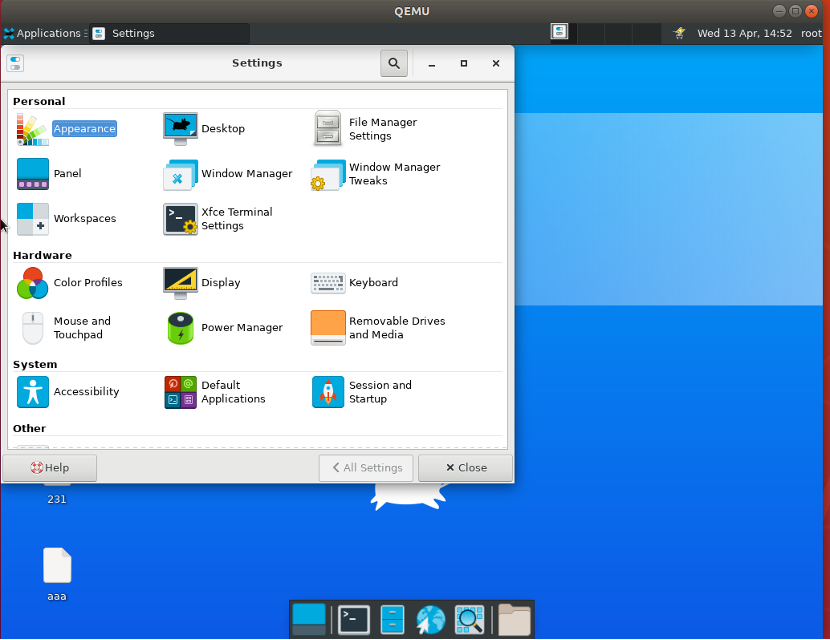 QEMU
Applications
Settings
Wed 13 Apr, 14:52
root
Settings
Personal
Appearance
Desktop
File Manager
Settings
Panel
Window Manager
Window Manager
Tweaks
Workspaces
Xfce Terminal
Settings
Hardware
Color Profiles
Display
Keyboard
Mouse and
Touchpad
Power Manager
Removable Drives
and Media
System
Accessibility
Default
Applications
Session and
Startup
Other
Help
All Settings
Close
231
aaa